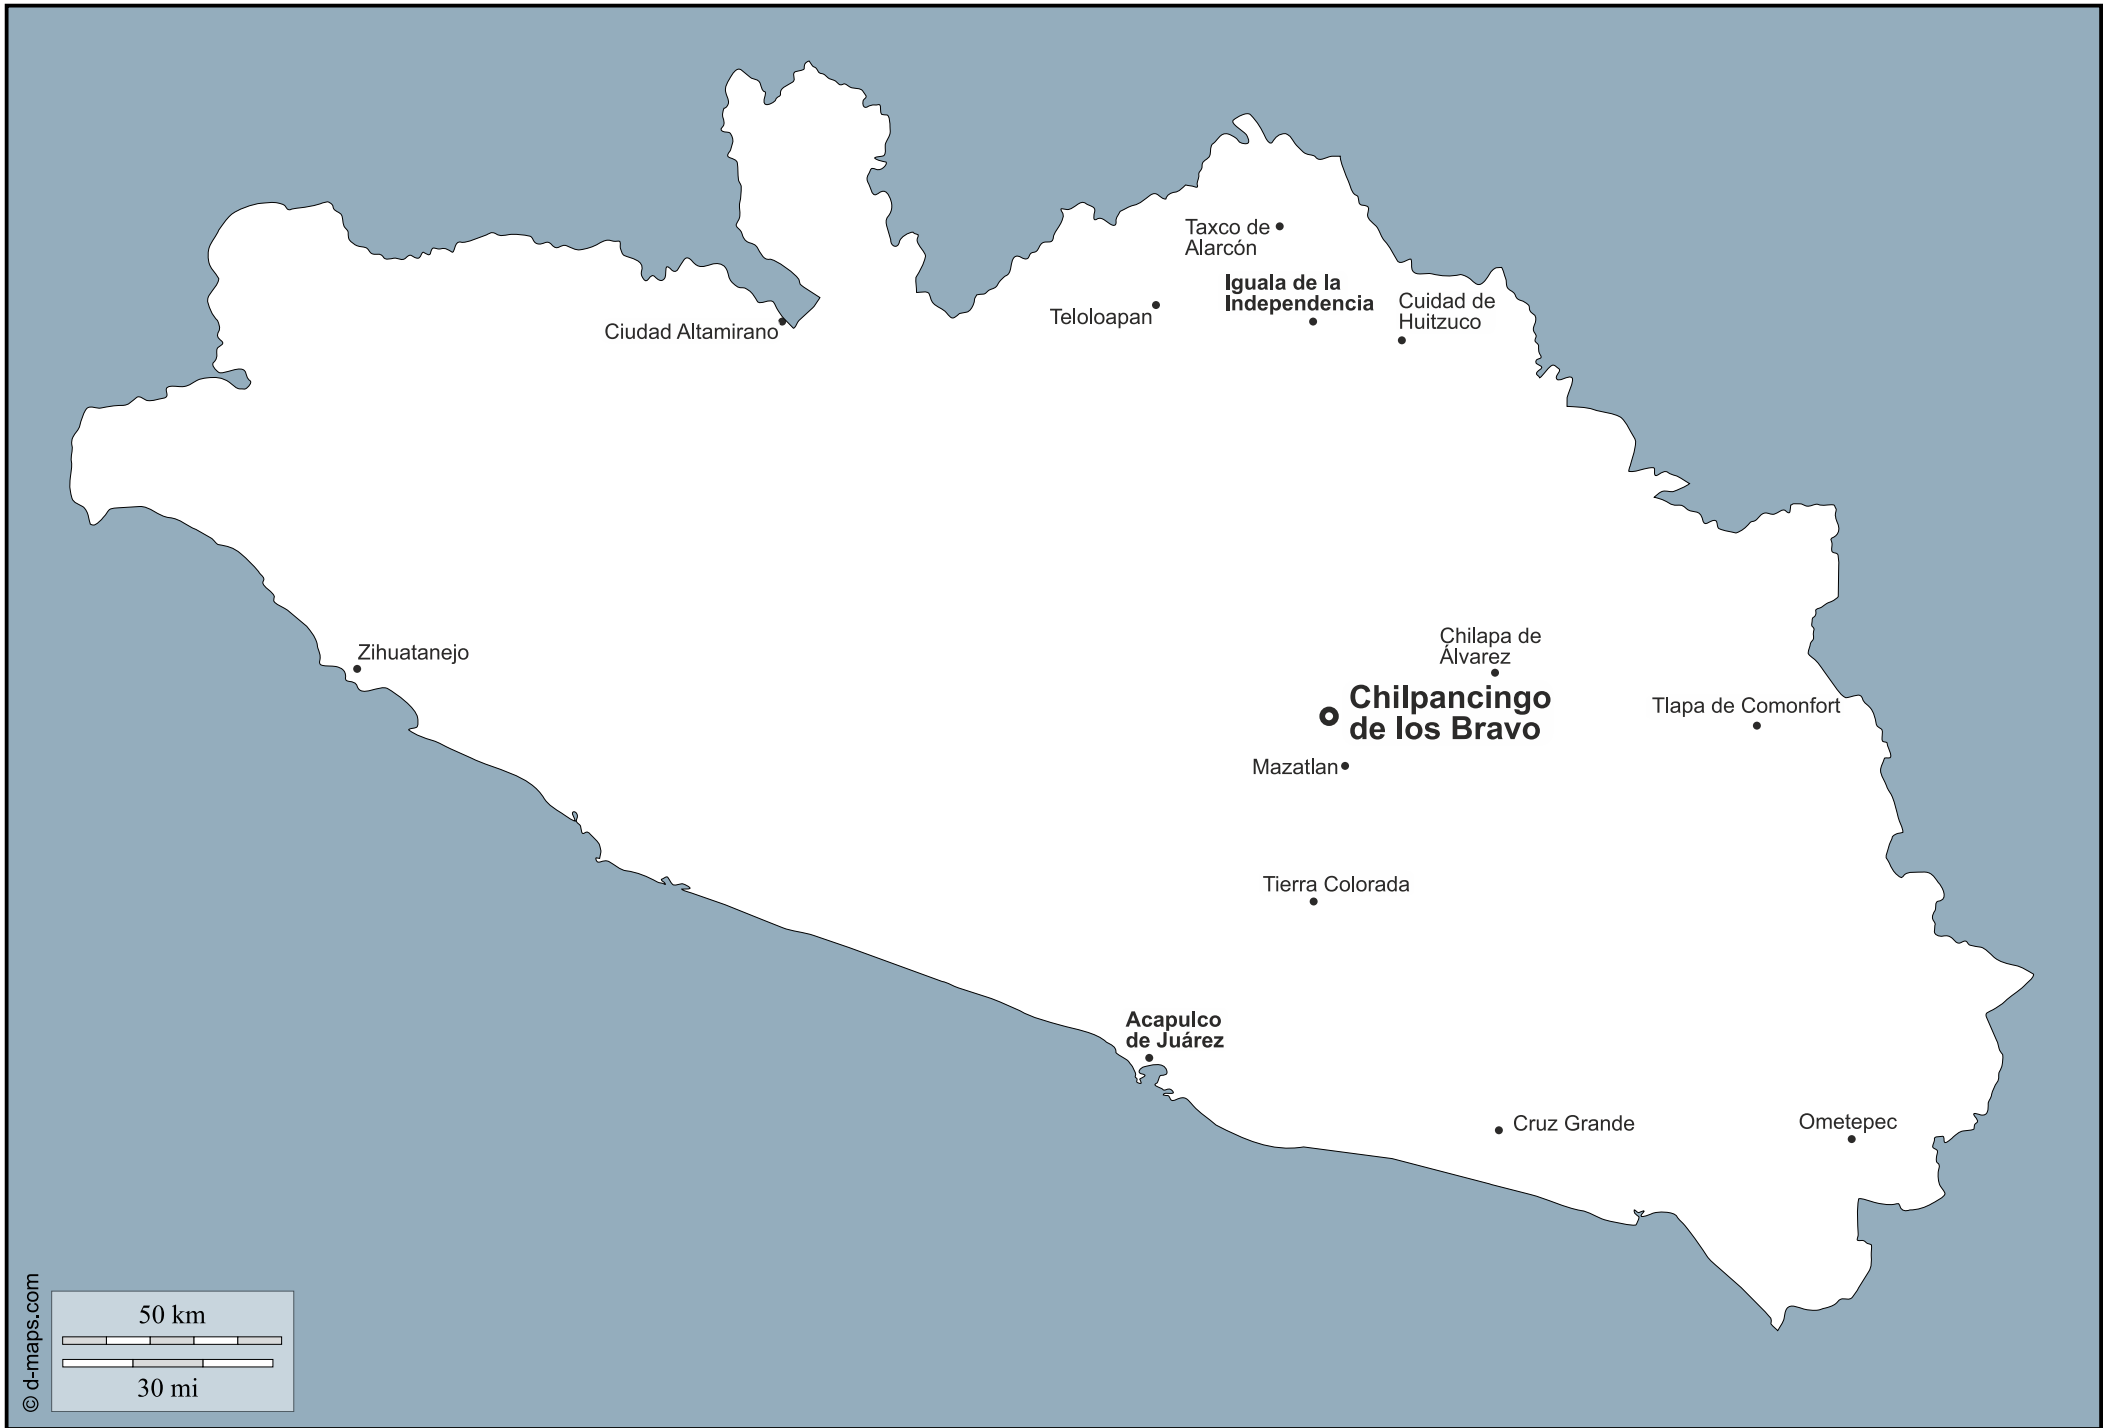 Taxco de
Alarcón
Iguala de la
Independencia
Cuidad de
Huitzuco
Teloloapan
Ciudad Altamirano
Zihuatanejo
Chilapa de
Álvarez
Chilpancingo
de los Bravo
Tlapa de Comonfort
Mazatlan
Tierra Colorada
Acapulco
de Juárez
Cruz Grande
Ometepec
50 km
30 mi
© d-maps.com